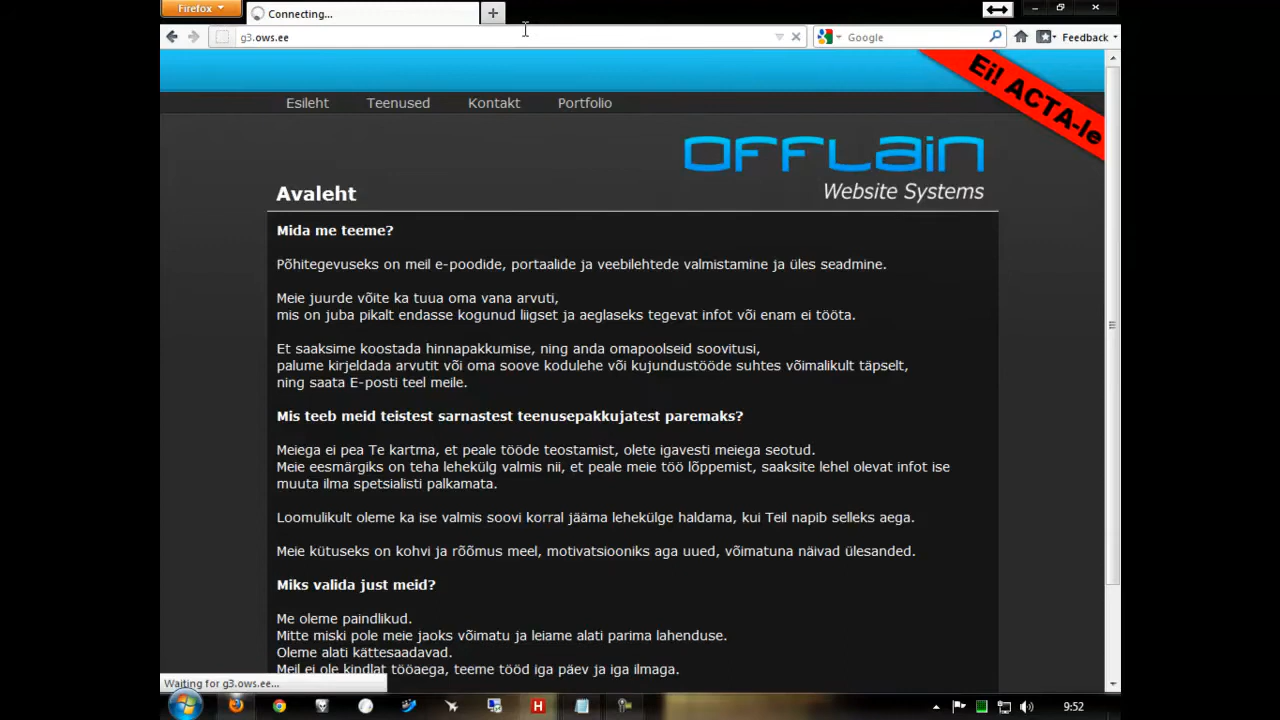 Firefox
Connecting...
g3.ows.ee
Google
Feedback
Ei! ACTA-le
Esileht
Teenused
Kontakt
Portfolio
OFFLain
Website Systems
Avaleht
Mida me teeme?
Põhitegevuseks on meil e-poodide, portaalide ja veebilehtede valmistamine ja üles seadmine.
Meie juurde võite ka tuua oma vana arvuti,
mis on juba pikalt endasse kogunud liigset ja aeglaseks tegevat infot või enam ei tööta.
Et saaksime koostada hinnapakkumise, ning anda omapoolseid soovitusi,
palume kirjeldada arvutit või oma soove kodulehe või kujundustööde suhtes võimalikult täpselt,
ning saata E-posti teel meile.
Mis teeb meid teistest sarnastest teenusepakkujatest paremaks?
Meiega ei pea Te kartma, et peale tööde teostamist, olete igavesti meiega seotud.
Meie eesmärgiks on teha lehekülg valmis nii, et peale meie töö lõppemist, saaksite lehel olevat infot ise
muuta ilma spetsialisti palkamata.
Loomulikult oleme ka ise valmis soovi korral jääma lehekülge haldama, kui Teil napib selleks aega.
Meie kütuseks on kohvi ja rõõmus meel, motivatsiooniks aga uued, võimatuna näivad ülesanded.
Miks valida just meid?
Me oleme paindlikud.
Mitte miski pole meie jaoks võimatu ja leiame alati parima lahenduse.
Oleme alati kättesaadavad.
Meil ei ole kindlat tööaega, teeme tööd iga päev ja iga ilmaga.
Waiting for g3.ows.ee...
H
9:52